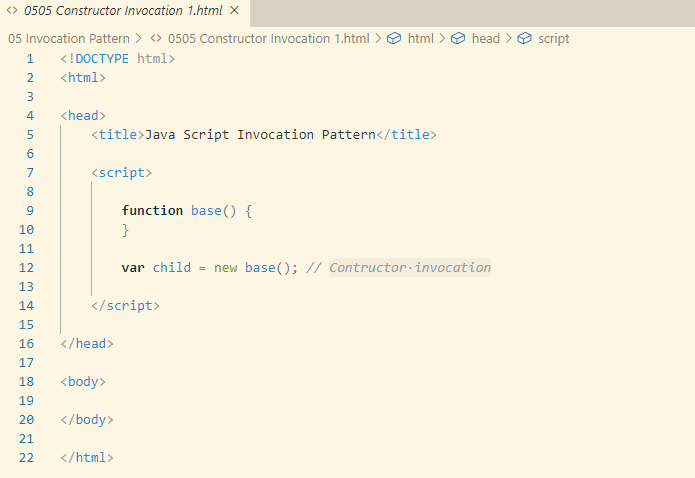 <> 0505 Constructor Invocation 1.html ×
05 Invocation Pattern > <> 0505 Constructor Invocation 1.html > html > head > script
1 <!DOCTYPE html>
2 <html>
3
4 <head>
5 <title>Java Script Invocation Pattern</title>
6
7 <script>
8
9 function base() {
10 }
11
12 var child = new base(); // Contructor·invocation
13
14 </script>
15
16 </head>
17
18 <body>
19
20 </body>
21
22 </html>